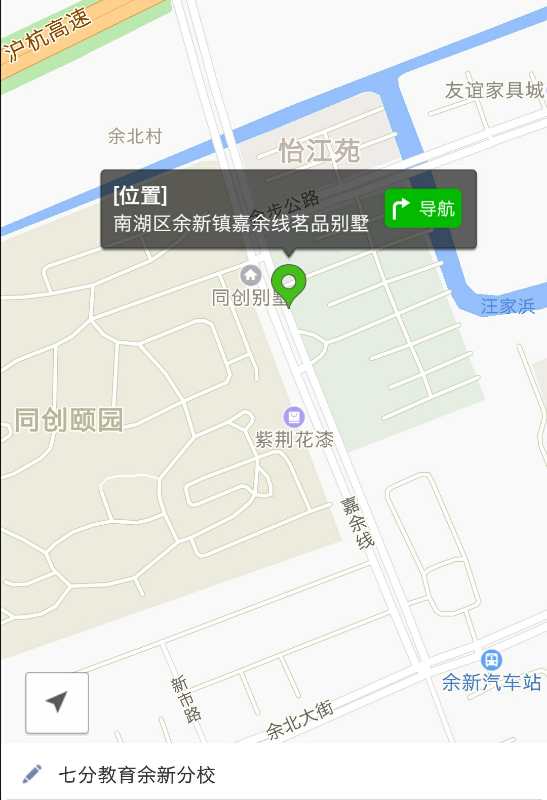 沪杭高速
友谊家具城
余北村
怡江苑
[位置]
余步公路
南湖区余新镇嘉余线茗品别墅
导航
同创别墅
汪家浜
同创颐园
紫荆花漆
嘉余线
余新汽车站
新市路
余北大街
七分教育余新分校